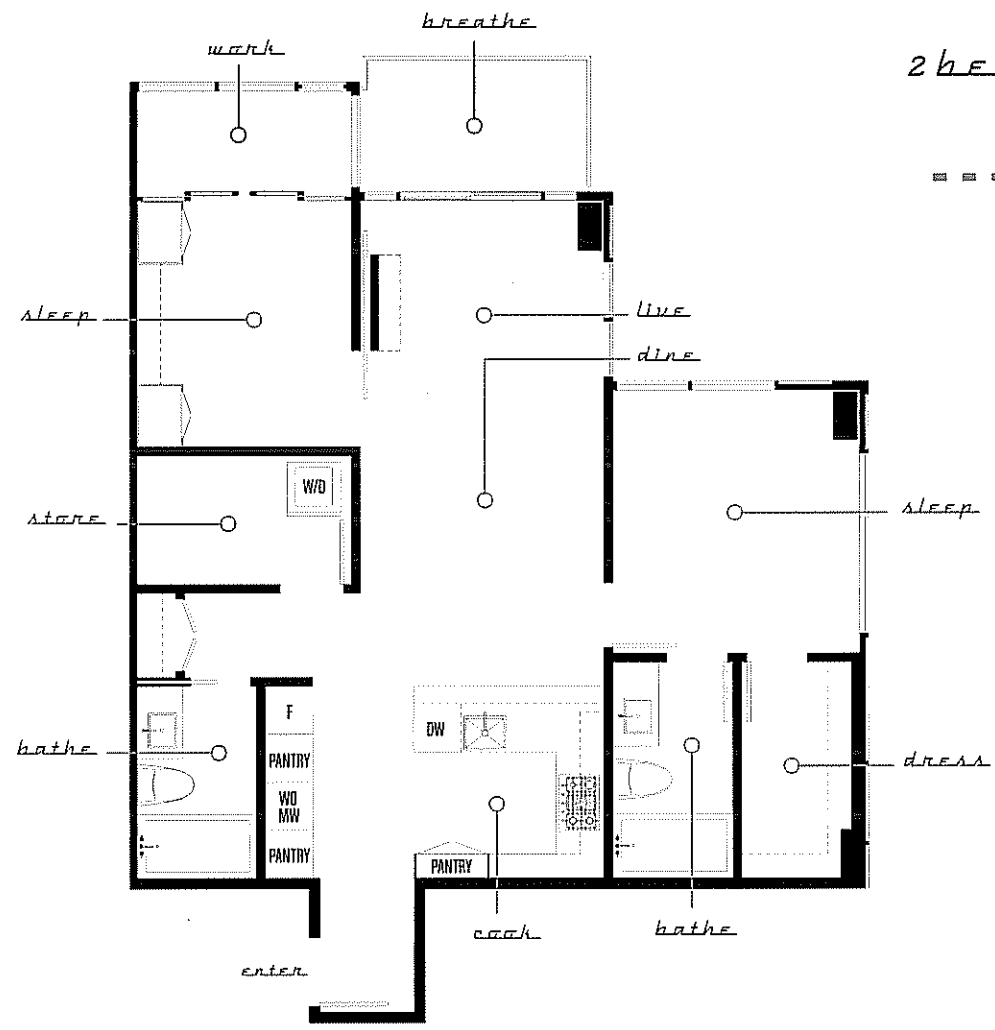 breathe
work
2 be
sleep
live
dine
W/D
store
sleep
F
DW
bathe
PANTRY
dress
WO
MW
PANTRY
PANTRY
cook
bathe
enter